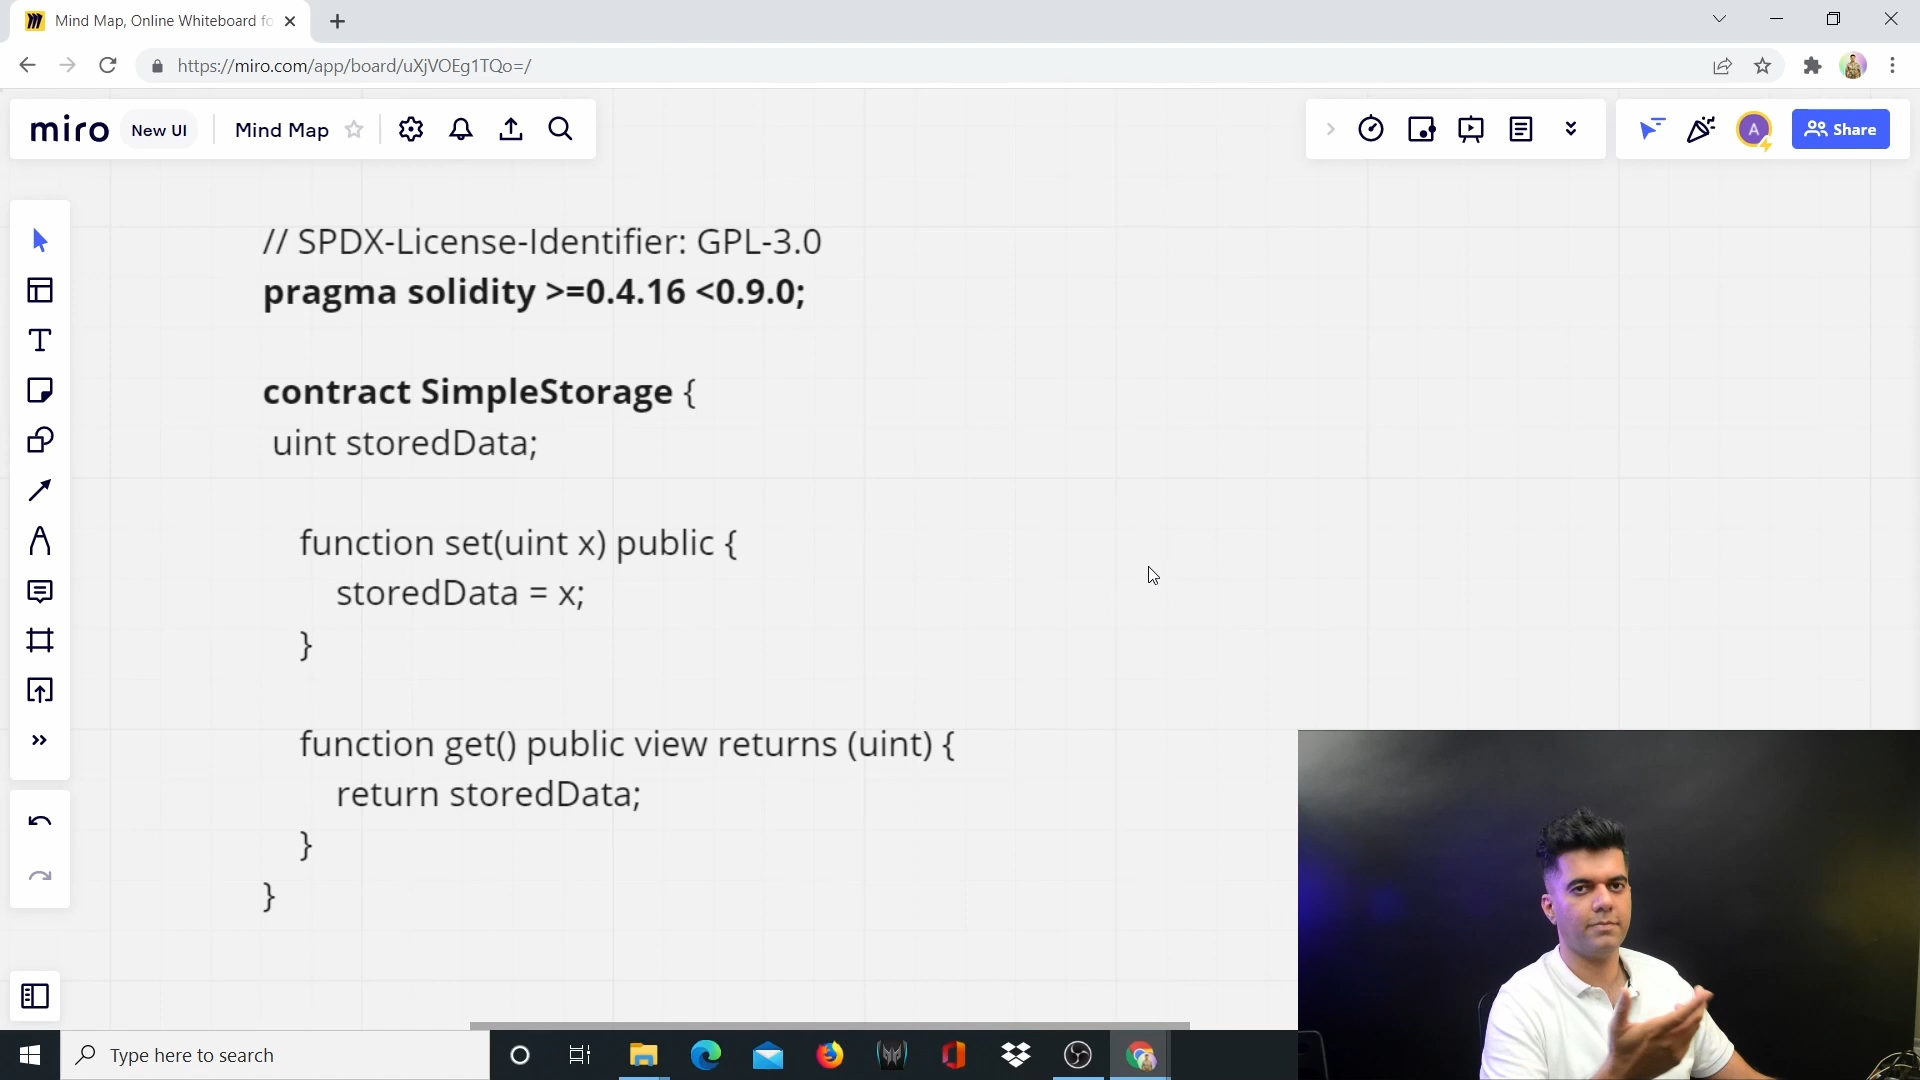 Mind Map, Online Whiteboard fo
https://miro.com/app/board/uXjVOEg1TQo=/
miro
New UI
Mind Map
A
Share
// SPDX-License-Identifier: GPL-3.0
pragma solidity >=0.4.16 <0.9.0;
contract SimpleStorage {
uint storedData;
function set(uint x) public {
storedData = x;
}
function get() public view returns (uint) {
return storedData;
}
}
Type here to search